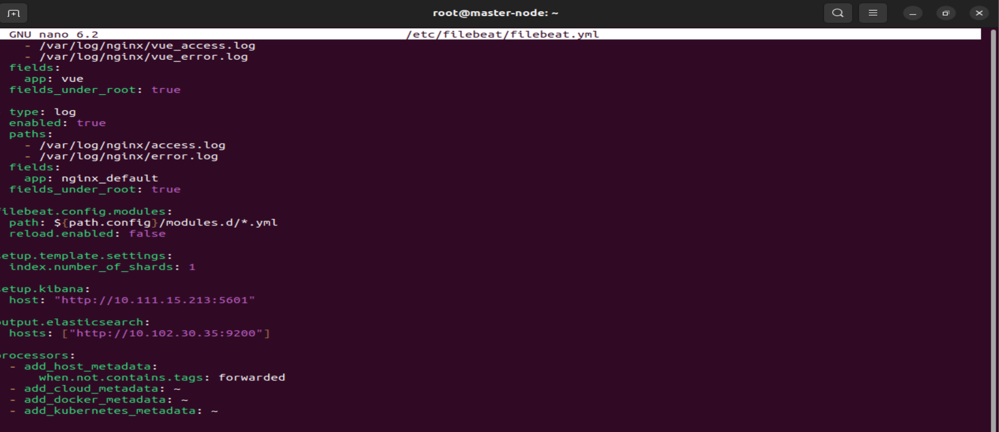 root@master-node: ~
GNU nano 6.2 /etc/filebeat/filebeat.yml
    - /var/log/nginx/vue_access.log
    - /var/log/nginx/vue_error.log
  fields:
    app: vue
  fields_under_root: true
  type: log
  enabled: true
  paths:
    - /var/log/nginx/access.log
    - /var/log/nginx/error.log
  fields:
    app: nginx_default
  fields_under_root: true
ilebeat.config.modules:
  path: ${path.config}/modules.d/*.yml
  reload.enabled: false
etup.template.settings:
  index.number_of_shards: 1
etup.kibana:
  host: "http://10.111.15.213:5601"
utput.elasticsearch:
  hosts: ["http://10.102.30.35:9200"]
rocessors:
  - add_host_metadata:
      when.not.contains.tags: forwarded
  - add_cloud_metadata: ~
  - add_docker_metadata: ~
  - add_kubernetes_metadata: ~